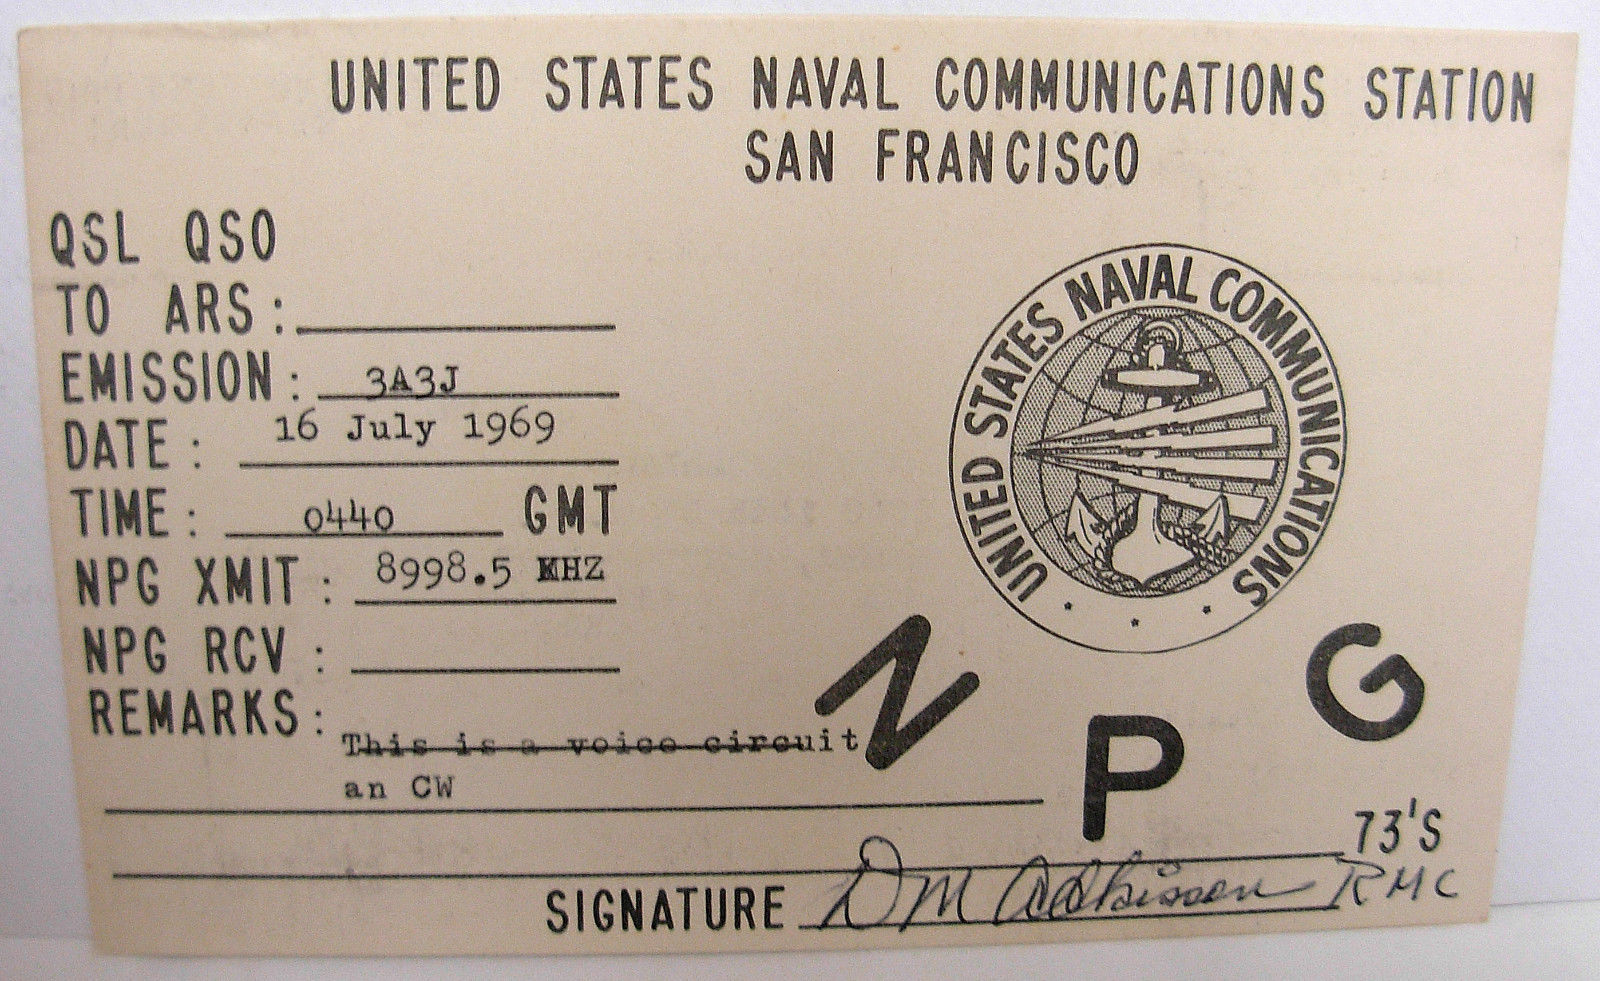 UNITED STATES NAVAL COMMUNICATIONS STATION
SAN FRANCISCO
QSL QSO
TO ARS:
EMISSION: 3A3J
DATE: 16 July 1969
TIME: 0440 GMT
NPG XMIT: 8998.5 KHZ
NPG RCV:
REMARKS:
This is a voice circuit
an CW
UNITED STATES NAVAL COMMUNICATIONS
N P G
73'S
SIGNATURE D M Adkisson RMC